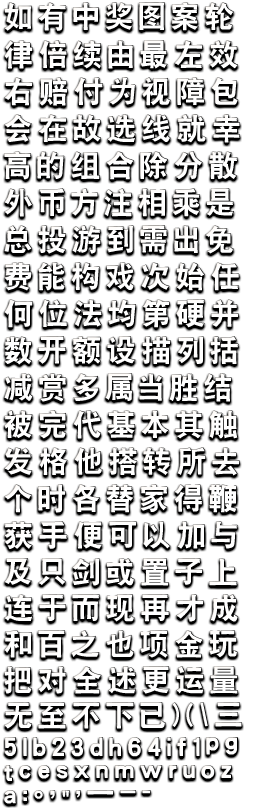 如有中奖图案轮
律倍续由最左效
右赔付为视障包
会在故选线就幸
高的组合除分散
外币方注相乘是
总投游到需出免
费能构戏次始任
何位法均第硬并
数开额设描列括
减赏多属当胜结
被完代基本其触
发格他搭转所去
个时各替家得鞭
获手便可以加与
及只剑或置子上
连于而现再才成
和百之也项金玩
把对全述更运量
无至不下己)(\三
5lb23dh64if1Pg
tcesxnmwruoz
a:。'"',一—-